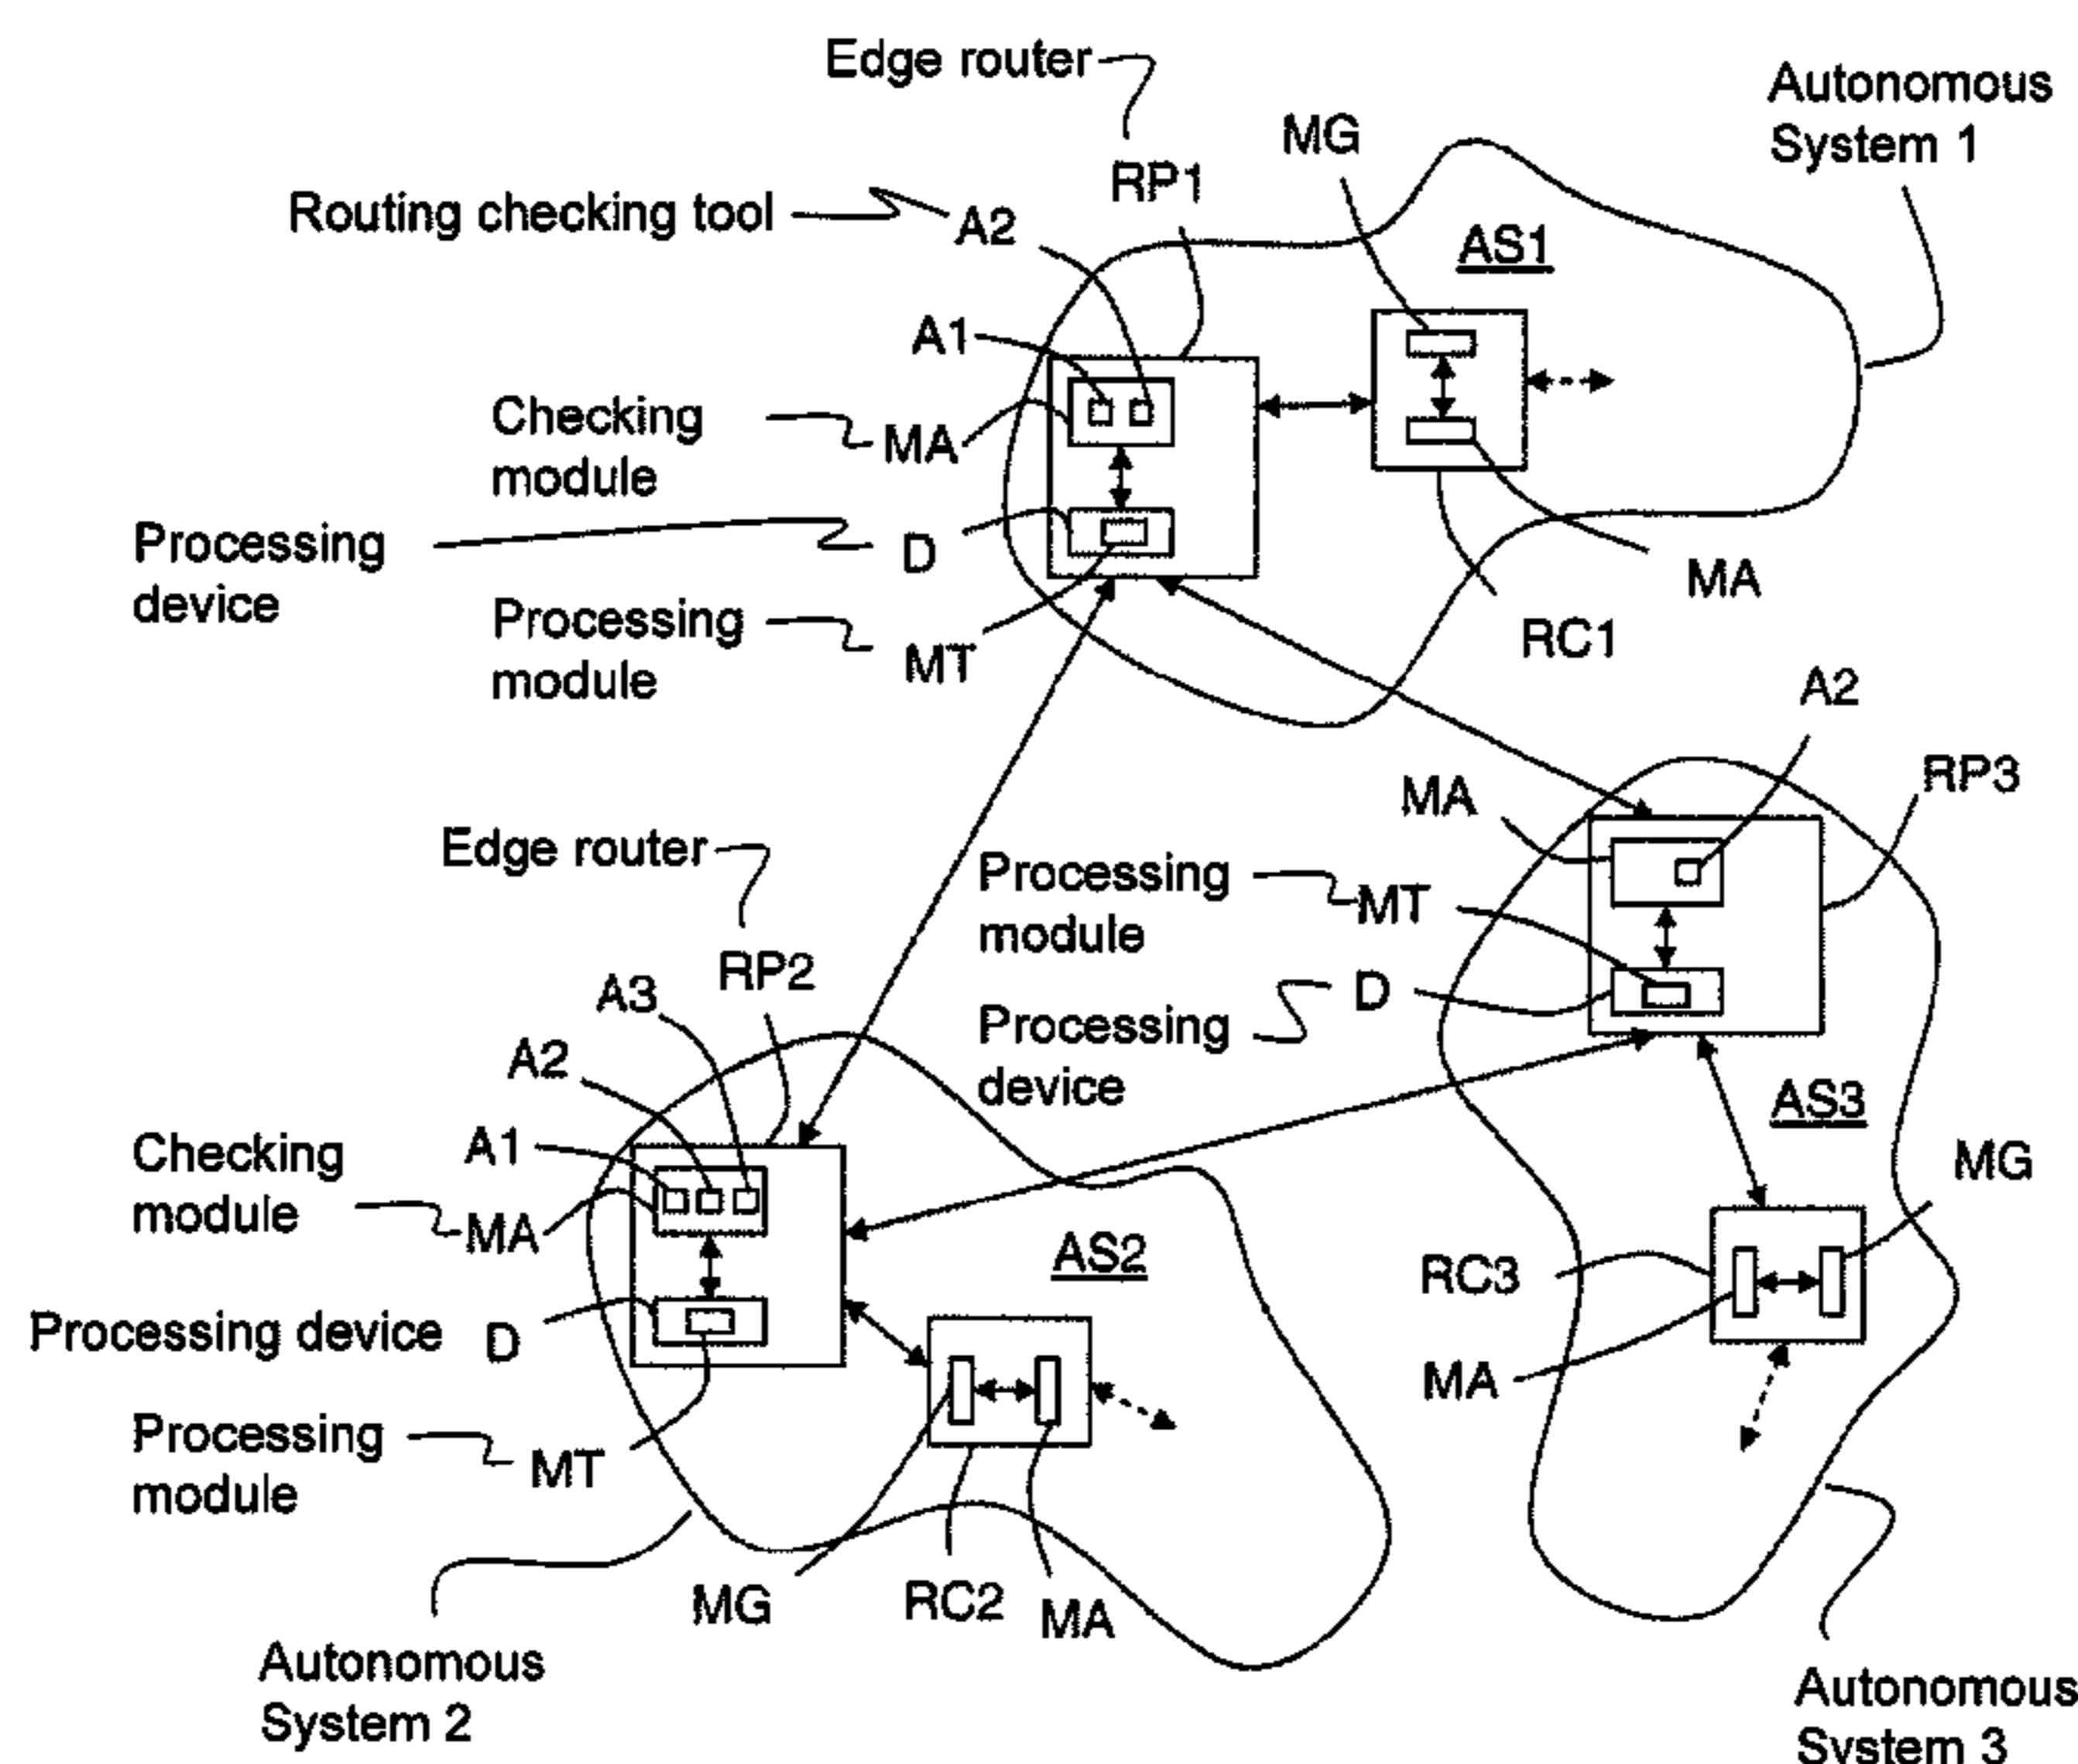 Edge router
Autonomous
System 1
MG
RP1
Routing checking tool
A2
AS1
A1
Checking
module
MA
Processing
device
D
MA
Processing
module
MT
RC1
A2
RP3
MA
Edge router
Processing
module
MT
RP2
A3
D
Processing
device
A2
AS3
A1
Checking
module
MA
MG
AS2
RC3
Processing device
D
MA
Processing
module
MT
MG
RC2
MA
Autonomous
System 2
Autonomous
System 3